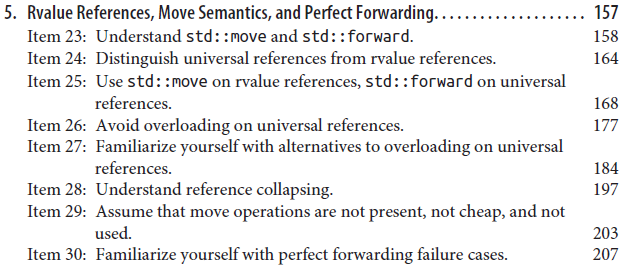 5. Rvalue References, Move Semantics, and Perfect Forwarding. . . . . . . . . . . . . . . . . . . . 157
Item 23: Understand std::move and std::forward. 158
Item 24: Distinguish universal references from rvalue references. 164
Item 25: Use std::move on rvalue references, std::forward on universal
references. 168
Item 26: Avoid overloading on universal references. 177
Item 27: Familiarize yourself with alternatives to overloading on universal
references. 184
Item 28: Understand reference collapsing. 197
Item 29: Assume that move operations are not present, not cheap, and not
used. 203
Item 30: Familiarize yourself with perfect forwarding failure cases. 207